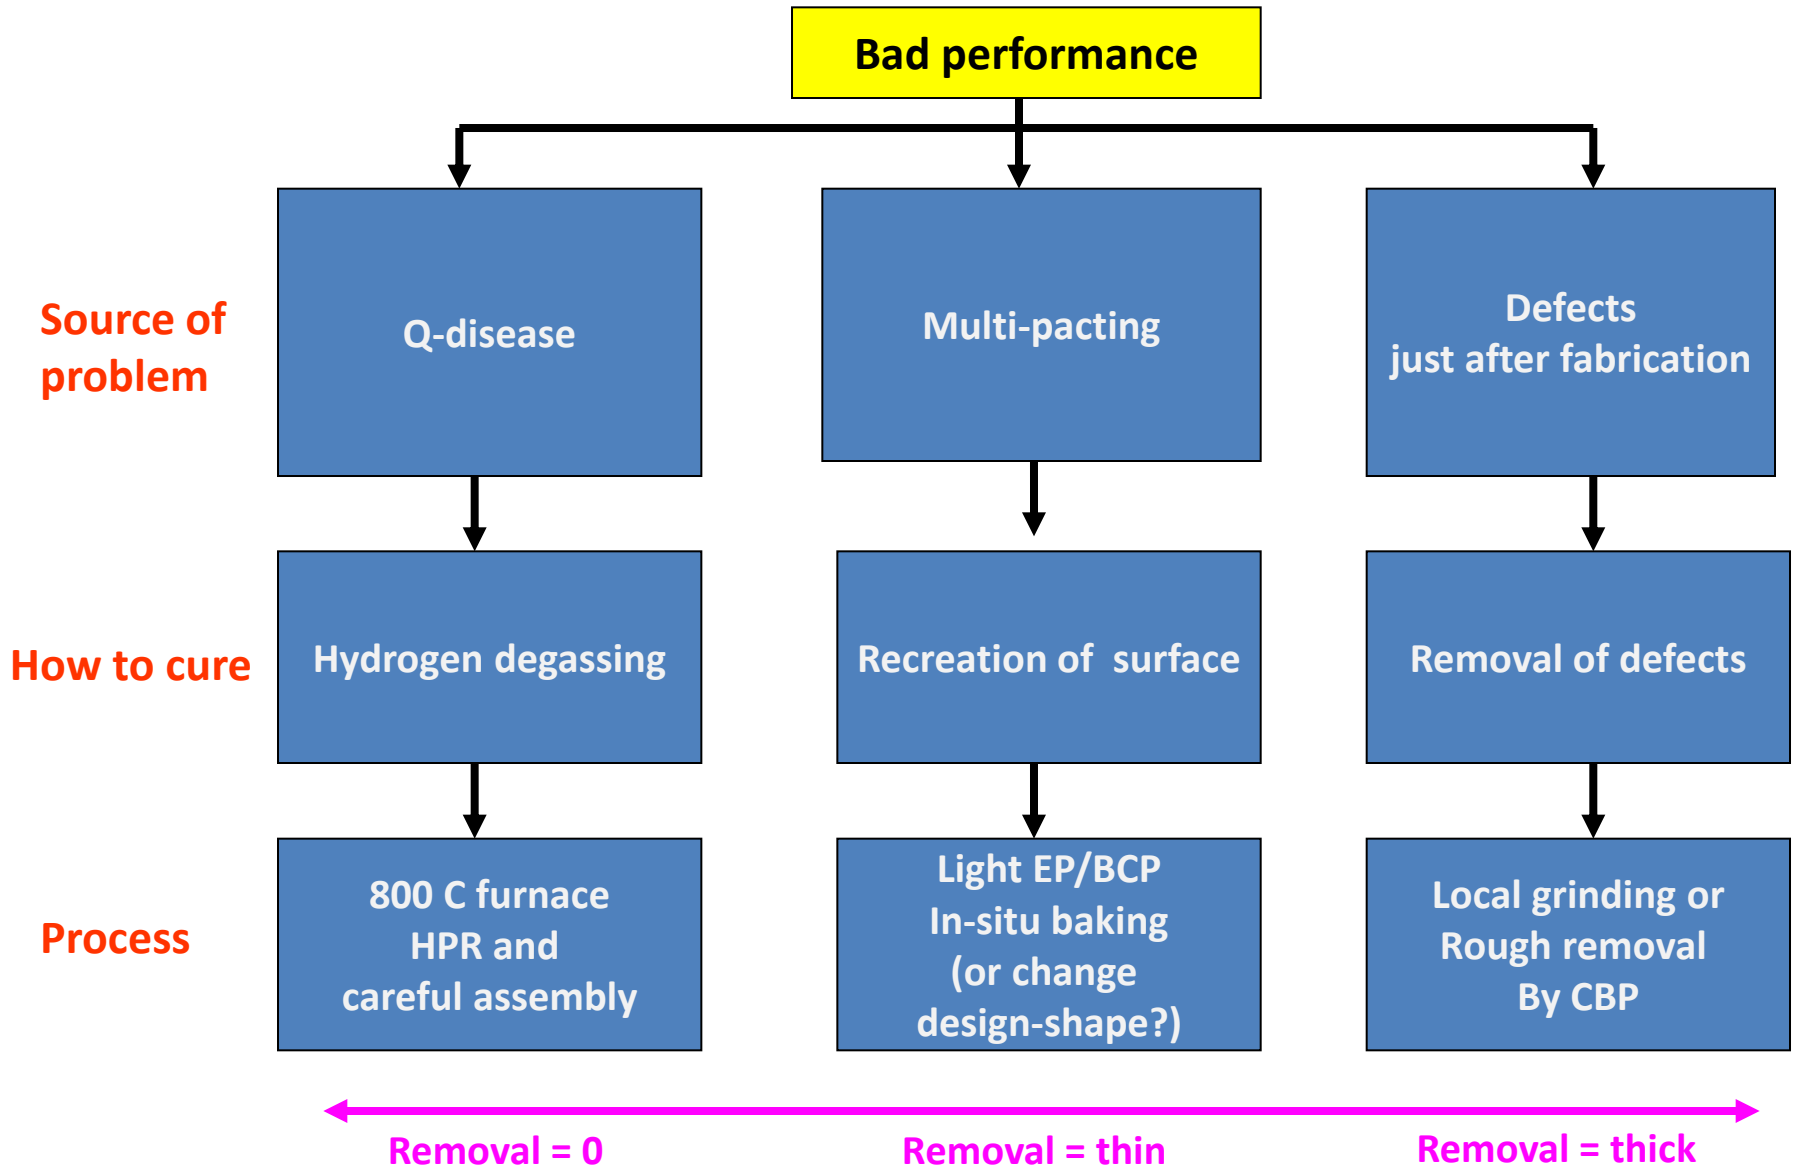 Bad performance
Source of
problem
Q-disease
Multi-pacting
Defects
just after fabrication
How to cure
Hydrogen degassing
Recreation of  surface
Removal of defects
Process
800 C furnace
HPR and
careful assembly
Light EP/BCP
In-situ baking
(or change
design-shape?)
Local grinding or
Rough removal
By CBP
Removal = 0
Removal = thin
Removal = thick